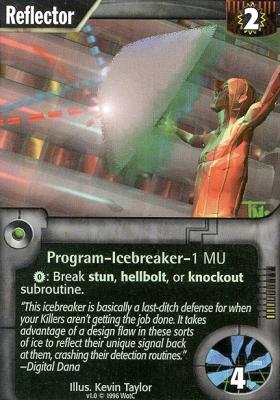 Reflector
2
TN
Program-Icebreaker-1 MU
0: Break stun, hellbolt, or knockout
subroutine.
"This icebreaker is basically a last-ditch defense for when
your Killers aren't getting the job done. It takes
advantage of a design flaw in these sorts
of ice to reflect their unique signal back
at them, crashing their detection routines."
–Digital Dana
4
Illus. Kevin Taylor
v1.0 © 1996 WotC